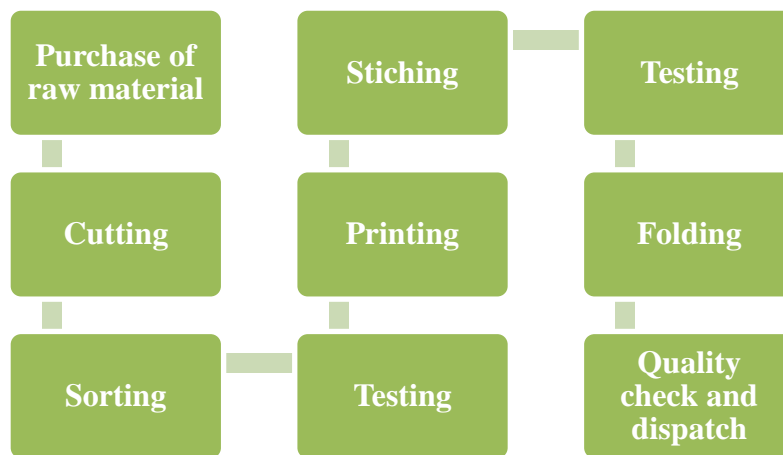 Purchase of
raw material
Cutting
Sorting
Testing
Printing
Stiching
Testing
Folding
Quality
check and
dispatch